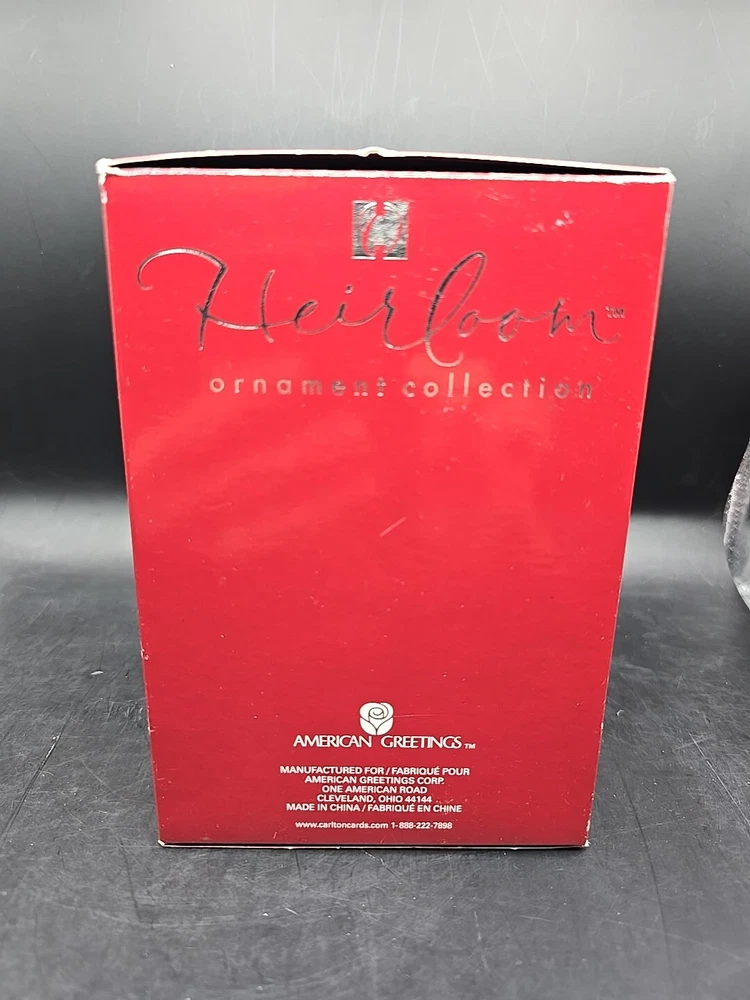 H
Heirloom™
ornament collection
AMERICAN GREETINGS™
MANUFACTURED FOR / FABRIQUÉ POUR
AMERICAN GREETINGS CORP.
ONE AMERICAN ROAD
CLEVELAND, OHIO 44144
MADE IN CHINA / FABRIQUÉ EN CHINE
www.carltoncards.com 1-888-222-7898